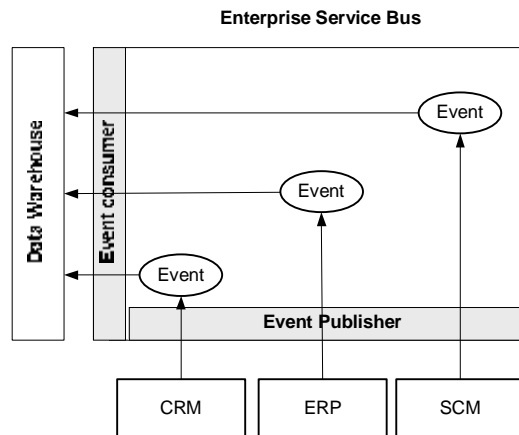 Enterprise Service Bus
Data Warehouse
Event consumer
Event
Event
Event
Event Publisher
CRM
ERP
SCM